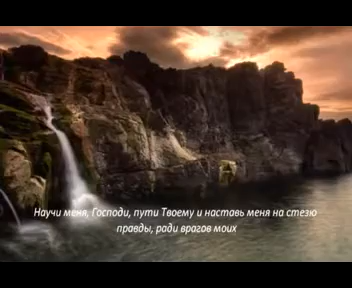 Научи меня, Господи, пути Твоему и наставь меня на стезю
правды, ради врагов моих